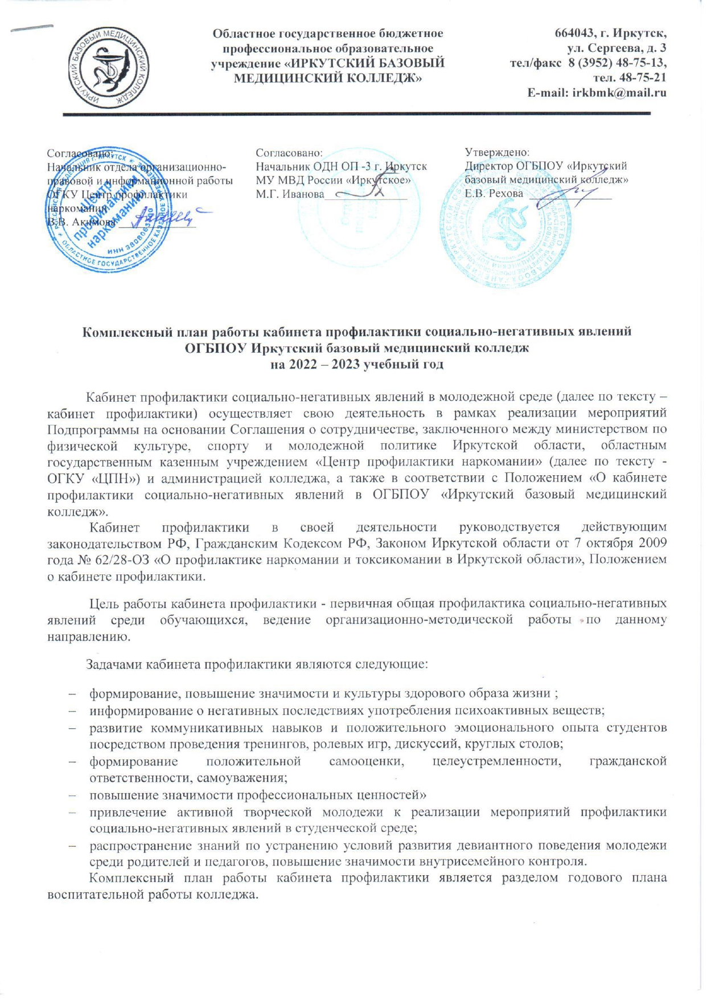 ИРКУТСКИЙ БАЗОВЫЙ МЕДИЦИНСКИЙ КОЛЛЕДЖ
Областное государственное бюджетное
профессиональное образовательное
учреждение «ИРКУТСКИЙ БАЗОВЫЙ
МЕДИЦИНСКИЙ КОЛЛЕДЖ»
664043, г. Иркутск,
ул. Сергеева, д. 3
тел/факс 8 (3952) 48-75-13,
тел. 48-75-21
E-mail: irkbmk@mail.ru
Согласовано:
Начальник отдела организационно-
правовой и информационной работы
ОГКУ Центр профилактики
наркомании
В.В. Акимова
«Центр
профилактики
наркомании»
Согласовано:
Начальник ОДН ОП -3 г. Иркутск
МУ МВД России «Иркутское»
М.Г. Иванова
Утверждено:
Директор ОГБПОУ «Иркутский
базовый медицинский колледж»
Е.В. Рехова
Комплексный план работы кабинета профилактики социально-негативных явлений
ОГБПОУ Иркутский базовый медицинский колледж
на 2022 – 2023 учебный год
Кабинет профилактики социально-негативных явлений в молодежной среде (далее по тексту –
кабинет профилактики) осуществляет свою деятельность в рамках реализации мероприятий
Подпрограммы на основании Соглашения о сотрудничестве, заключенного между министерством по
физической культуре, спорту и молодежной политике Иркутской области, областным
государственным казенным учреждением «Центр профилактики наркомании» (далее по тексту -
ОГКУ «ЦПН») и администрацией колледжа, а также в соответствии с Положением «О кабинете
профилактики социально-негативных явлений в ОГБПОУ «Иркутский базовый медицинский
колледж».
Кабинет профилактики в своей деятельности руководствуется действующим
законодательством РФ, Гражданским Кодексом РФ, Законом Иркутской области от 7 октября 2009
года № 62/28-ОЗ «О профилактике наркомании и токсикомании в Иркутской области», Положением
о кабинете профилактики.
Цель работы кабинета профилактики - первичная общая профилактика социально-негативных
явлений среди обучающихся, ведение организационно-методической работы по данному
направлению.
Задачами кабинета профилактики являются следующие:
– формирование, повышение значимости и культуры здорового образа жизни ;
– информирование о негативных последствиях употребления психоактивных веществ;
– развитие коммуникативных навыков и положительного эмоционального опыта студентов
посредством проведения тренингов, ролевых игр, дискуссий, круглых столов;
– формирование положительной самооценки, целеустремленности, гражданской
ответственности, самоуважения;
– повышение значимости профессиональных ценностей»
– привлечение активной творческой молодежи к реализации мероприятий профилактики
социально-негативных явлений в студенческой среде;
– распространение знаний по устранению условий развития девиантного поведения молодежи
среди родителей и педагогов, повышение значимости внутрисемейного контроля.
Комплексный план работы кабинета профилактики является разделом годового плана
воспитательной работы колледжа.